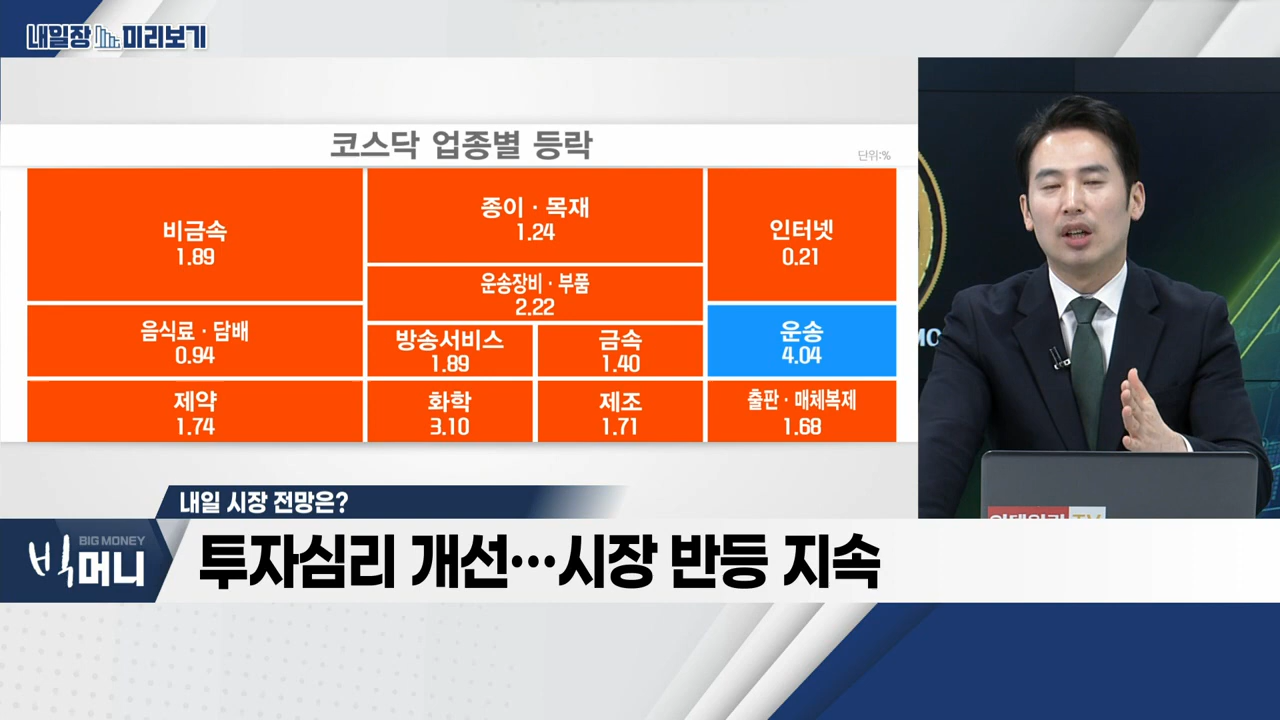 내일장 미리보기
코스닥 업종별 등락
단위:%
비금속
1.89
종이·목재
1.24
인터넷
0.21
운송장비·부품
2.22
음식료·담배
0.94
방송서비스
1.89
금속
1.40
운송
4.04
제약
1.74
화학
3.10
제조
1.71
출판·매체복제
1.68
내일 시장 전망은?
BIG MONEY
빅머니
투자심리 개선…시장 반등 지속